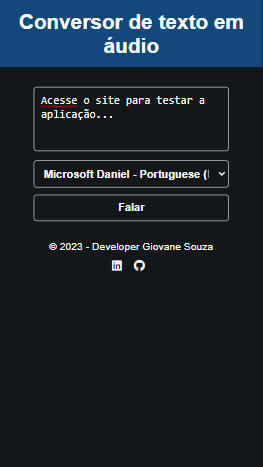 Conversor de texto em
áudio
Acesse o site para testar a
aplicação...
Microsoft Daniel - Portuguese (
Falar
© 2023 - Developer Giovane Souza